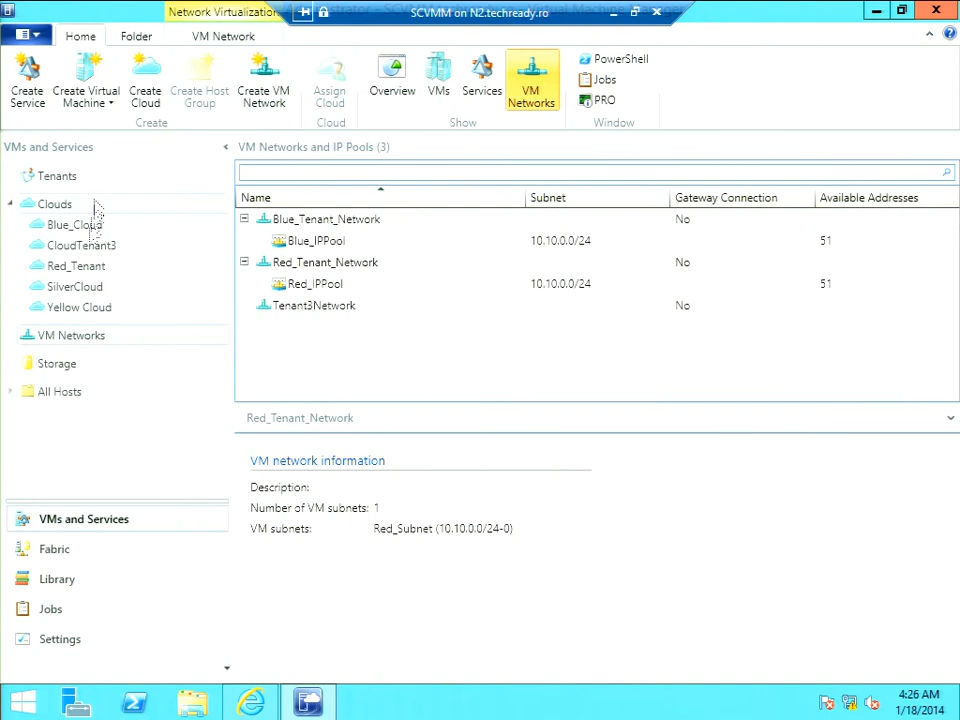 Network Virtualization
SCVMM on N2.techready.ro
Home
Folder
VM Network
Create Service
Create Virtual Machine
Create Cloud
Create Host Group
Create VM Network
Assign Cloud
Overview
VMs
Services
VM Networks
PowerShell
Jobs
PRO
Create
Cloud
Show
Window
VMs and Services
VM Networks and IP Pools (3)
Tenants
Clouds
Blue_Cloud
CloudTenant3
Red_Tenant
SilverCloud
Yellow Cloud
VM Networks
Storage
All Hosts
Name Subnet Gateway Connection Available Addresses
Blue_Tenant_Network No
Blue_IPPool 10.10.0.0/24 51
Red_Tenant_Network No
Red_IPPool 10.10.0.0/24 51
Tenant3Network No
Red_Tenant_Network
VM network information
Description:
Number of VM subnets: 1
VM subnets: Red_Subnet (10.10.0.0/24-0)
VMs and Services
Fabric
Library
Jobs
Settings
4:26 AM
1/18/2014